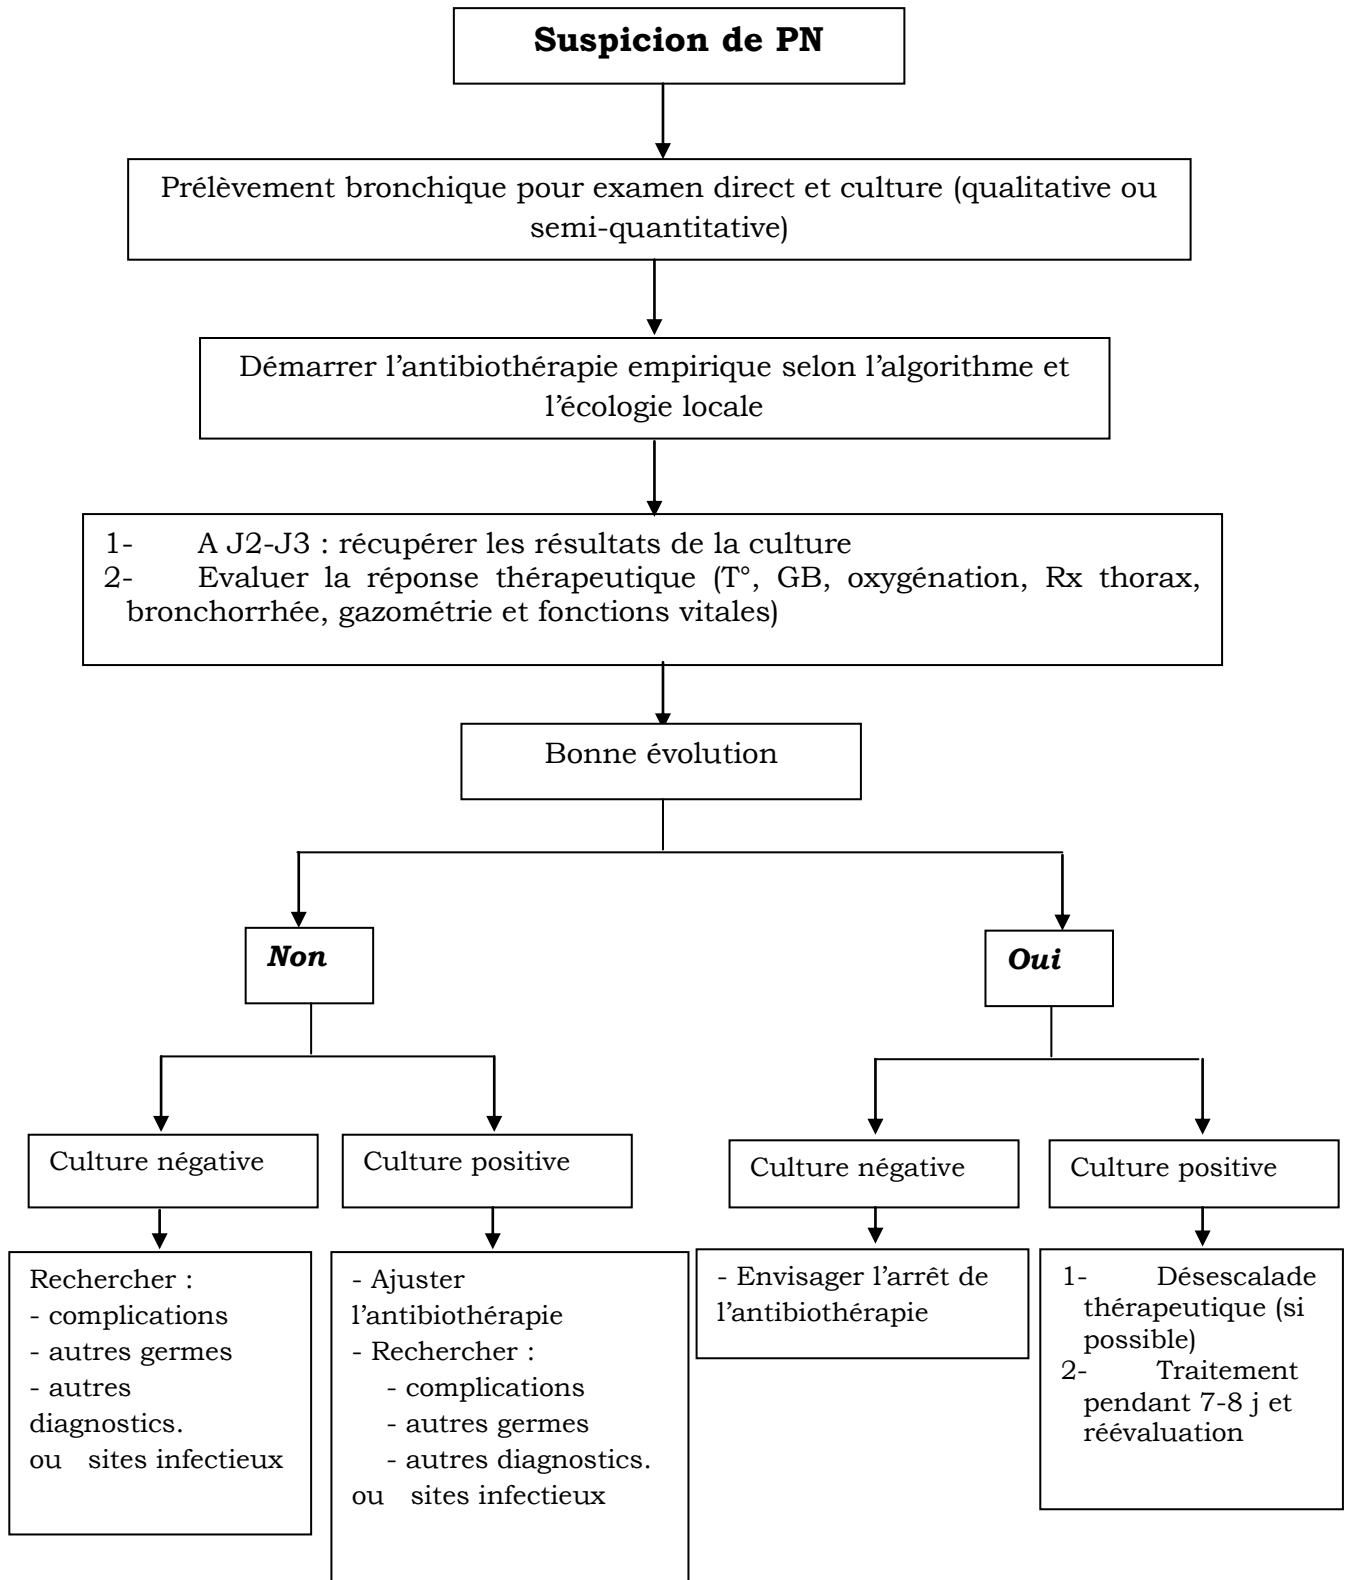 Suspicion de PN
Prélèvement bronchique pour examen direct et culture (qualitative ou
semi-quantitative)
Démarrer l’antibiothérapie empirique selon l’algorithme et
l’écologie locale
1- A J2-J3 : récupérer les résultats de la culture
2- Evaluer la réponse thérapeutique (T°, GB, oxygénation, Rx thorax,
bronchorrhée, gazométrie et fonctions vitales)
Bonne évolution
Non
Oui
Culture négative
Culture positive
Culture négative
Culture positive
Rechercher :
- complications
- autres germes
- autres
diagnostics.
ou sites infectieux
- Ajuster
l’antibiothérapie
- Rechercher :
- complications
- autres germes
- autres diagnostics.
ou sites infectieux
- Envisager l’arrêt de
l’antibiothérapie
1- Désescalade
thérapeutique (si
possible)
2- Traitement
pendant 7-8 j et
réévaluation